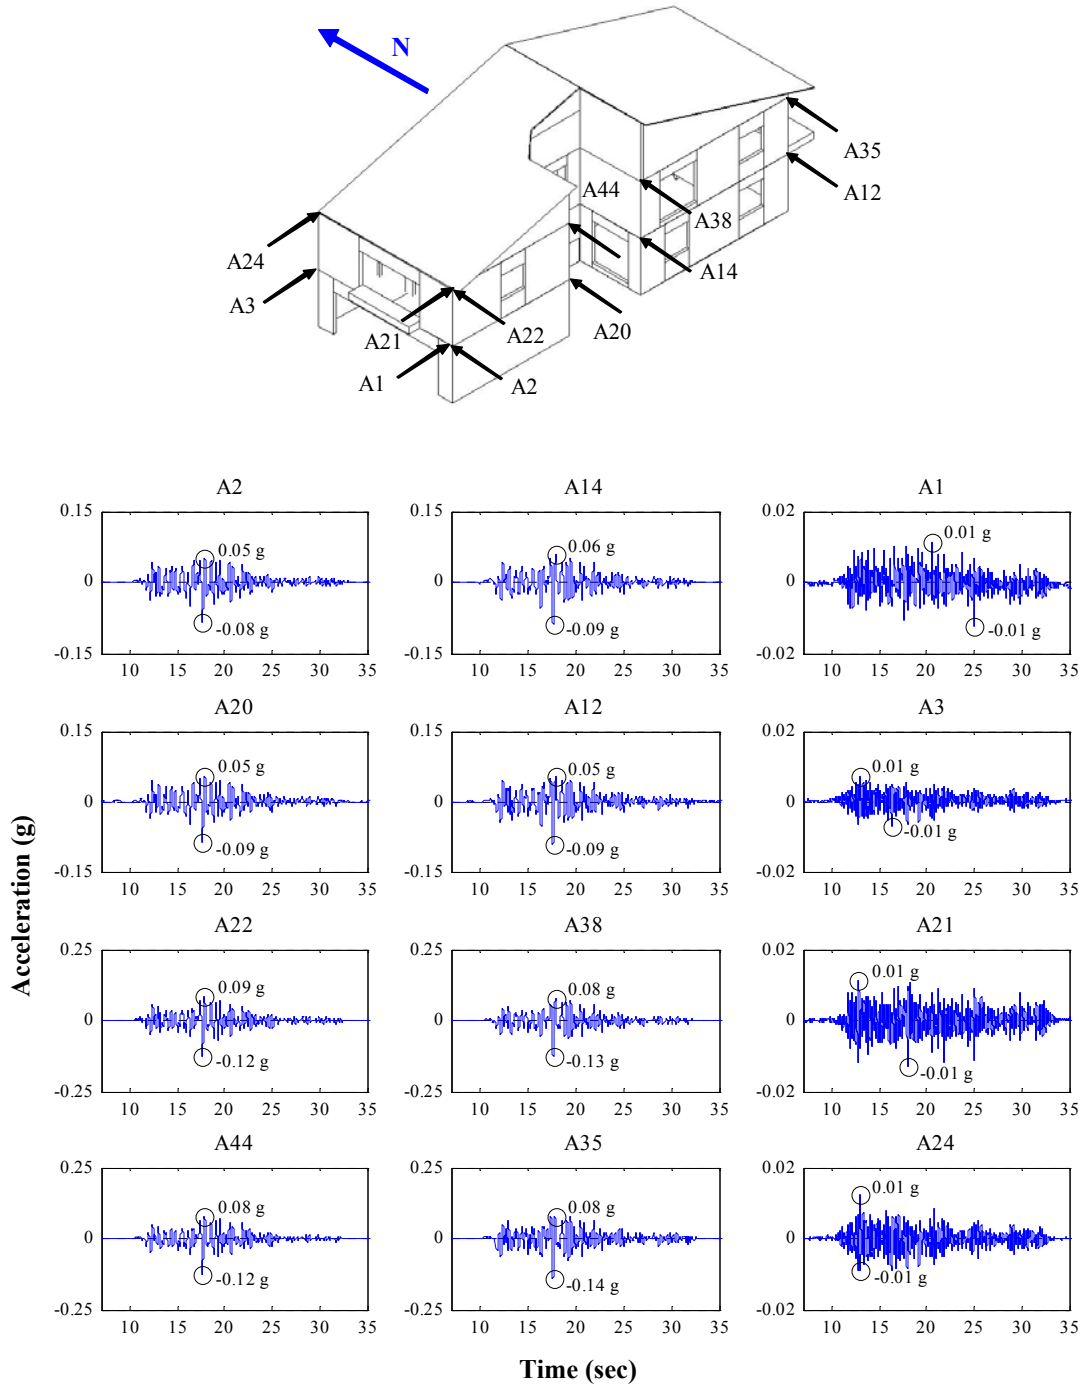 N
A35
A12
A44
A38
A14
A24
A3
A21
A22
A20
A1
A2
A2
A14
A1
0.15
0
-0.15
0.05 g
-0.08 g
10 15 20 25 30 35
0.15
0
-0.15
0.06 g
-0.09 g
10 15 20 25 30 35
0.02
0
-0.02
0.01 g
-0.01 g
10 15 20 25 30 35
A20
A12
A3
0.15
0
-0.15
0.05 g
-0.09 g
10 15 20 25 30 35
0.15
0
-0.15
0.05 g
-0.09 g
10 15 20 25 30 35
0.02
0
-0.02
0.01 g
-0.01 g
10 15 20 25 30 35
A22
A38
A21
0.25
0
-0.25
0.09 g
-0.12 g
10 15 20 25 30 35
0.25
0
-0.25
0.08 g
-0.13 g
10 15 20 25 30 35
0.02
0
-0.02
0.01 g
-0.01 g
10 15 20 25 30 35
A44
A35
A24
0.25
0
-0.25
0.08 g
-0.12 g
10 15 20 25 30 35
0.25
0
-0.25
0.08 g
-0.14 g
10 15 20 25 30 35
0.02
0
-0.02
0.01 g
-0.01 g
10 15 20 25 30 35
Acceleration (g)
Time (sec)